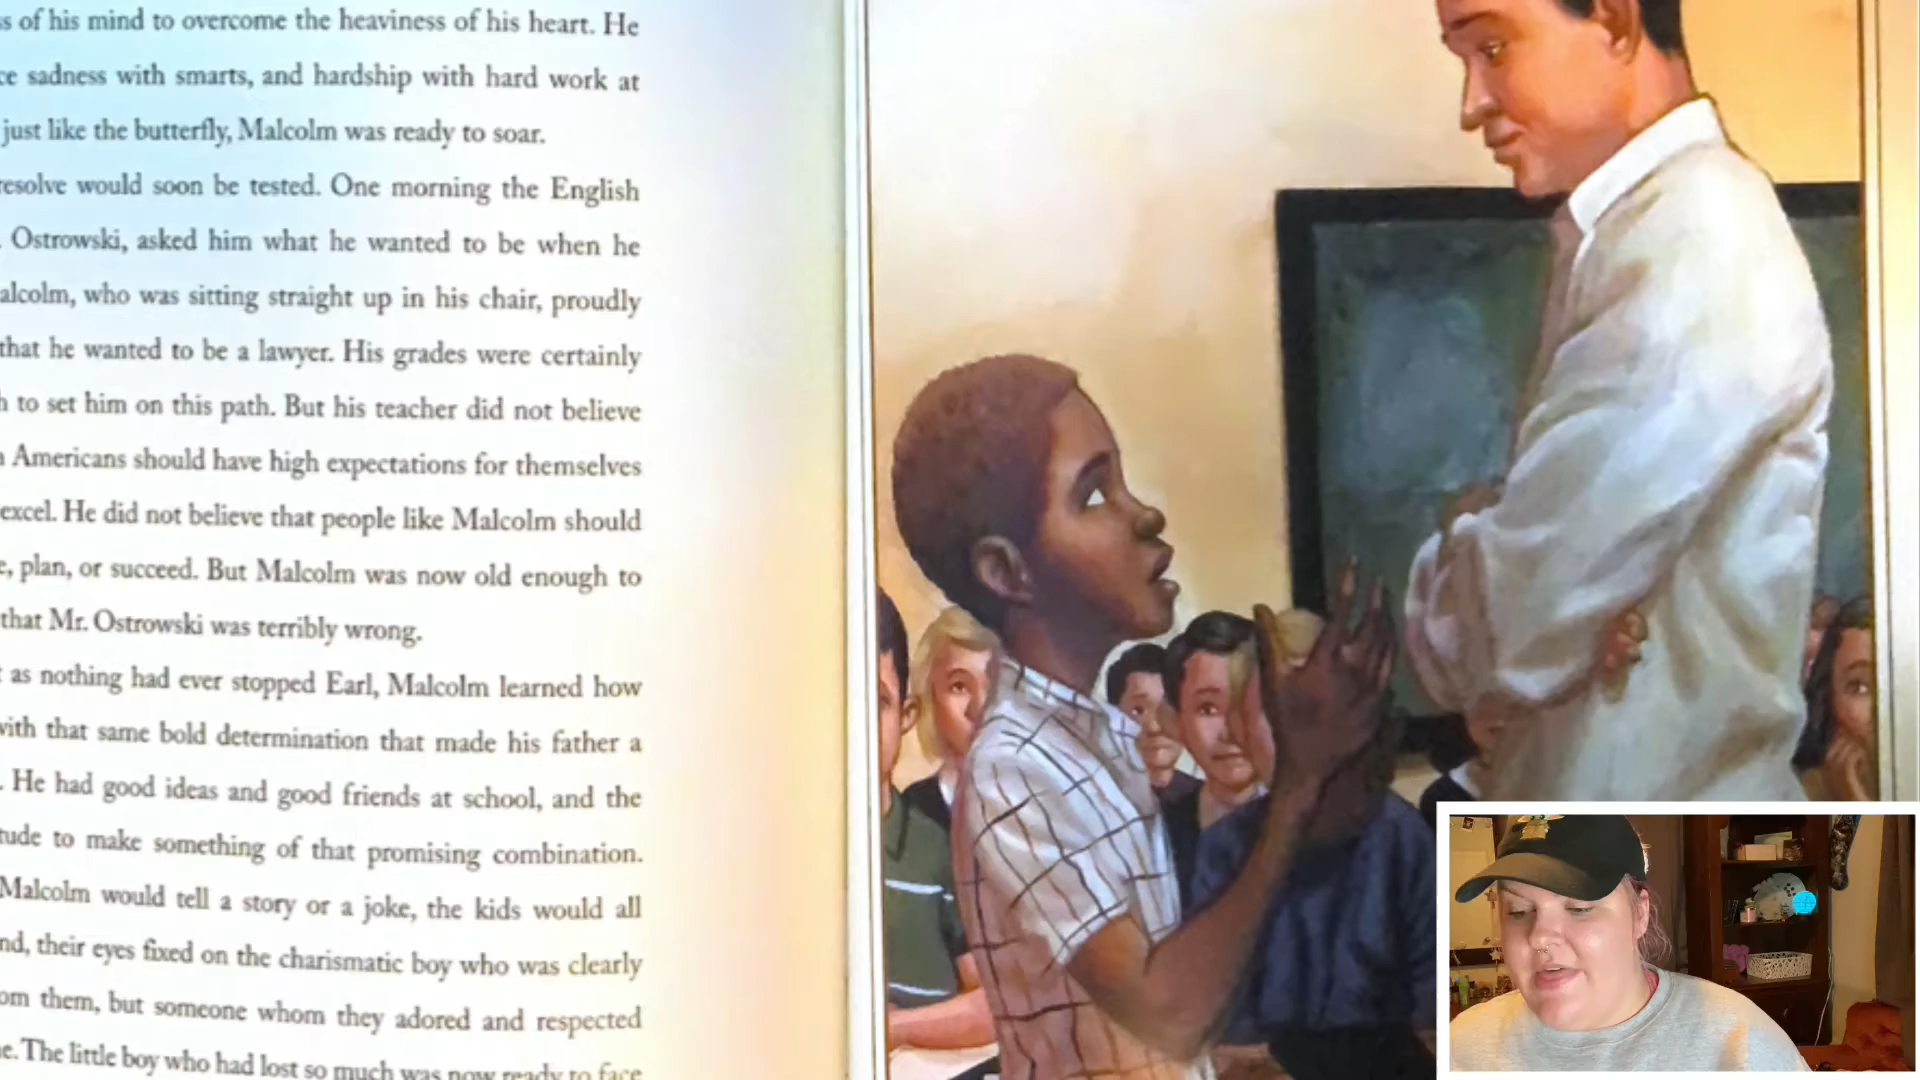 of his mind to overcome the heaviness of his heart. He
sadness with smarts, and hardship with hard work at
just like the butterfly, Malcolm was ready to soar.
resolve would soon be tested. One morning the English
Ostrowski, asked him what he wanted to be when he
alcolm, who was sitting straight up in his chair, proudly
that he wanted to be a lawyer. His grades were certainly
h to set him on this path. But his teacher did not believe
n Americans should have high expectations for themselves
excel. He did not believe that people like Malcolm should
e, plan, or succeed. But Malcolm was now old enough to
that Mr. Ostrowski was terribly wrong.
as nothing had ever stopped Earl, Malcolm learned how
with that same bold determination that made his father a
. He had good ideas and good friends at school, and the
tude to make something of that promising combination.
Malcolm would tell a story or a joke, the kids would all
nd, their eyes fixed on the charismatic boy who was clearly
om them, but someone whom they adored and respected
e. The little boy who had lost so much was now ready to face